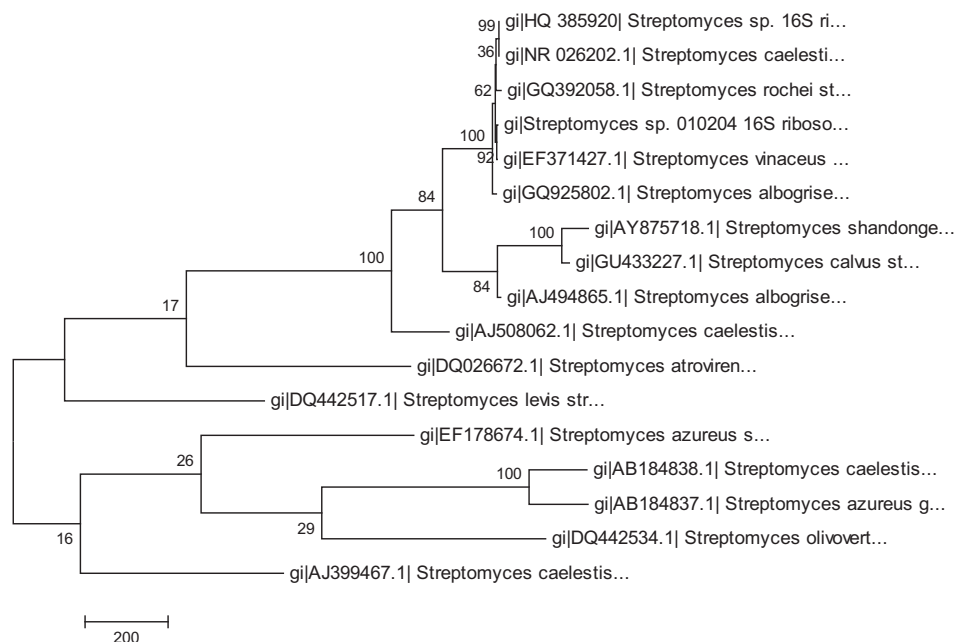 99
gi|HQ 385920| Streptomyces sp. 16S ri...
36
gi|NR 026202.1| Streptomyces caelesti...
62
gi|GQ392058.1| Streptomyces rochei st...
gi|Streptomyces sp. 010204 16S riboso...
100
92
gi|EF371427.1| Streptomyces vinaceus ...
84
gi|GQ925802.1| Streptomyces albogrise...
100
gi|AY875718.1| Streptomyces shandonge...
100
gi|GU433227.1| Streptomyces calvus st...
84
gi|AJ494865.1| Streptomyces albogrise...
17
gi|AJ508062.1| Streptomyces caelestis...
gi|DQ026672.1| Streptomyces atroviren...
gi|DQ442517.1| Streptomyces levis str...
gi|EF178674.1| Streptomyces azureus s...
26
100
gi|AB184838.1| Streptomyces caelestis...
gi|AB184837.1| Streptomyces azureus g...
29
16
gi|DQ442534.1| Streptomyces olivovert...
gi|AJ399467.1| Streptomyces caelestis...
200